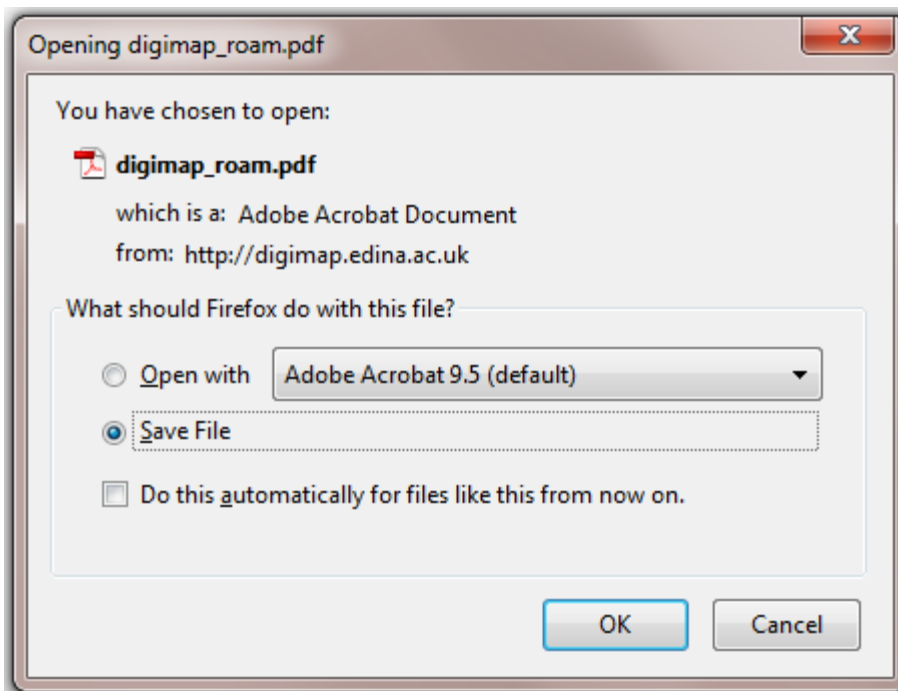 Opening digimap_roam.pdf
You have chosen to open:
digimap_roam.pdf
which is a: Adobe Acrobat Document
from: http://digimap.edina.ac.uk
What should Firefox do with this file?
Open with Adobe Acrobat 9.5 (default)
Save File
Do this automatically for files like this from now on.
OK Cancel